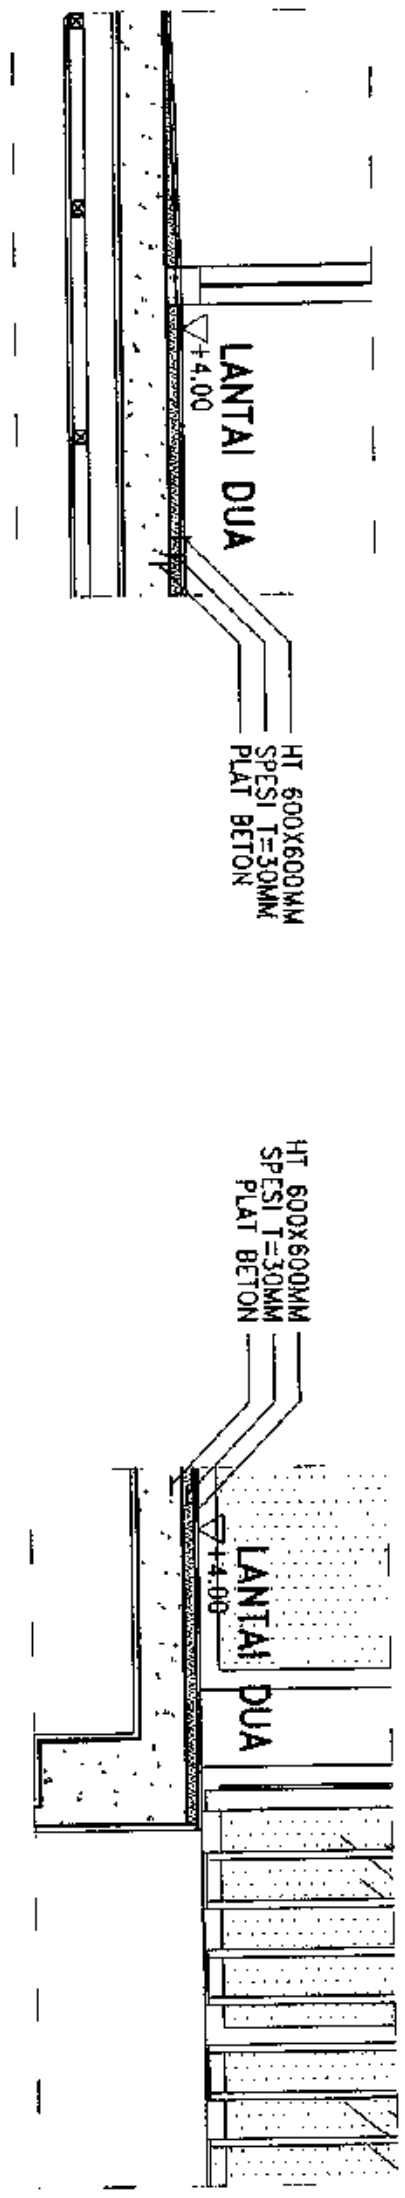 LANTAI DUA
+4.00
HT 600X600MM
SPESI T=30MM
PLAT BETON
HT 600X600MM
SPESI T=30MM
PLAT BETON
LANTAI DUA
+4.00